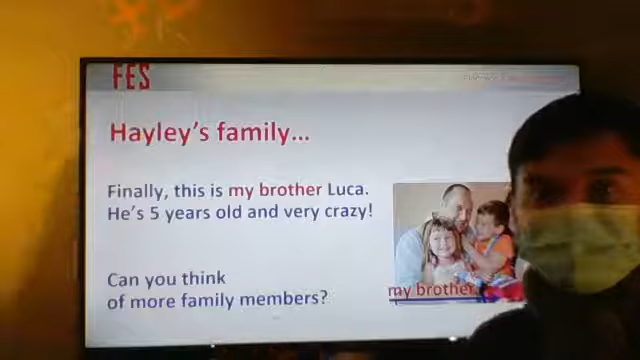 FES
Hayley's family...
Finally, this is my brother Luca.
He's 5 years old and very crazy!
my brother
Can you think
of more family members?